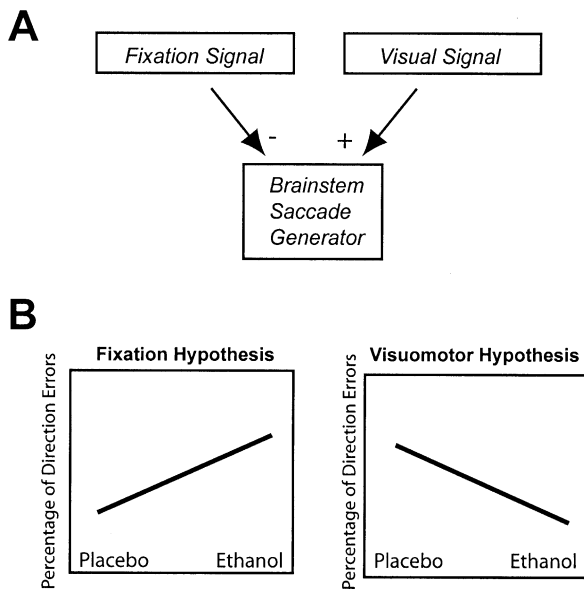 A
Fixation Signal
Visual Signal
-
+
Brainstem
Saccade
Generator
B
Fixation Hypothesis
Percentage of Direction Errors
Placebo
Ethanol
Visuomotor Hypothesis
Percentage of Direction Errors
Placebo
Ethanol